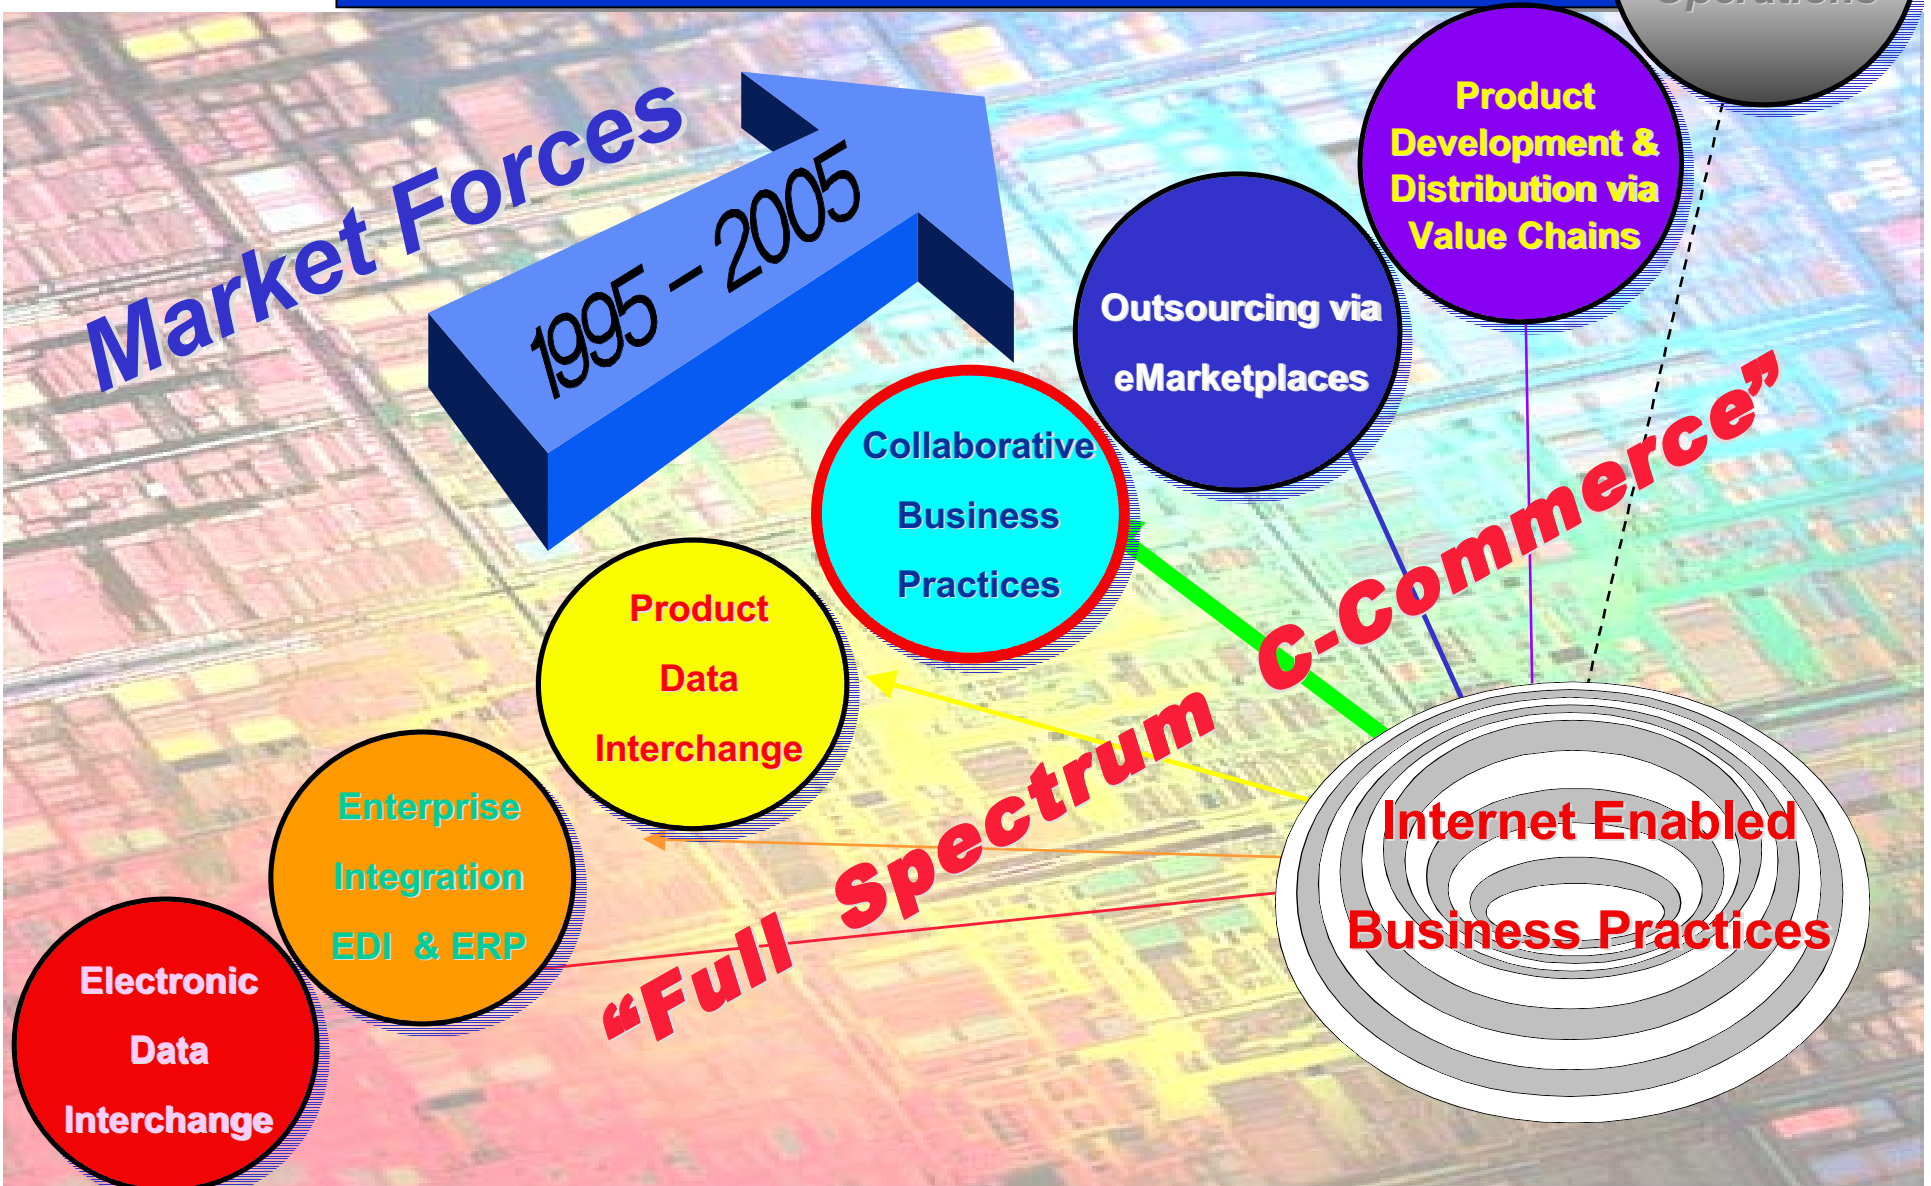 Operations
Market Forces
1995 – 2005
Product
Development &
Distribution via
Value Chains
Outsourcing via
eMarketplaces
Collaborative
Business
Practices
Product
Data
Interchange
Enterprise
Integration
EDI & ERP
Electronic
Data
Interchange
“Full Spectrum C-Commerce”
Internet Enabled
Business Practices